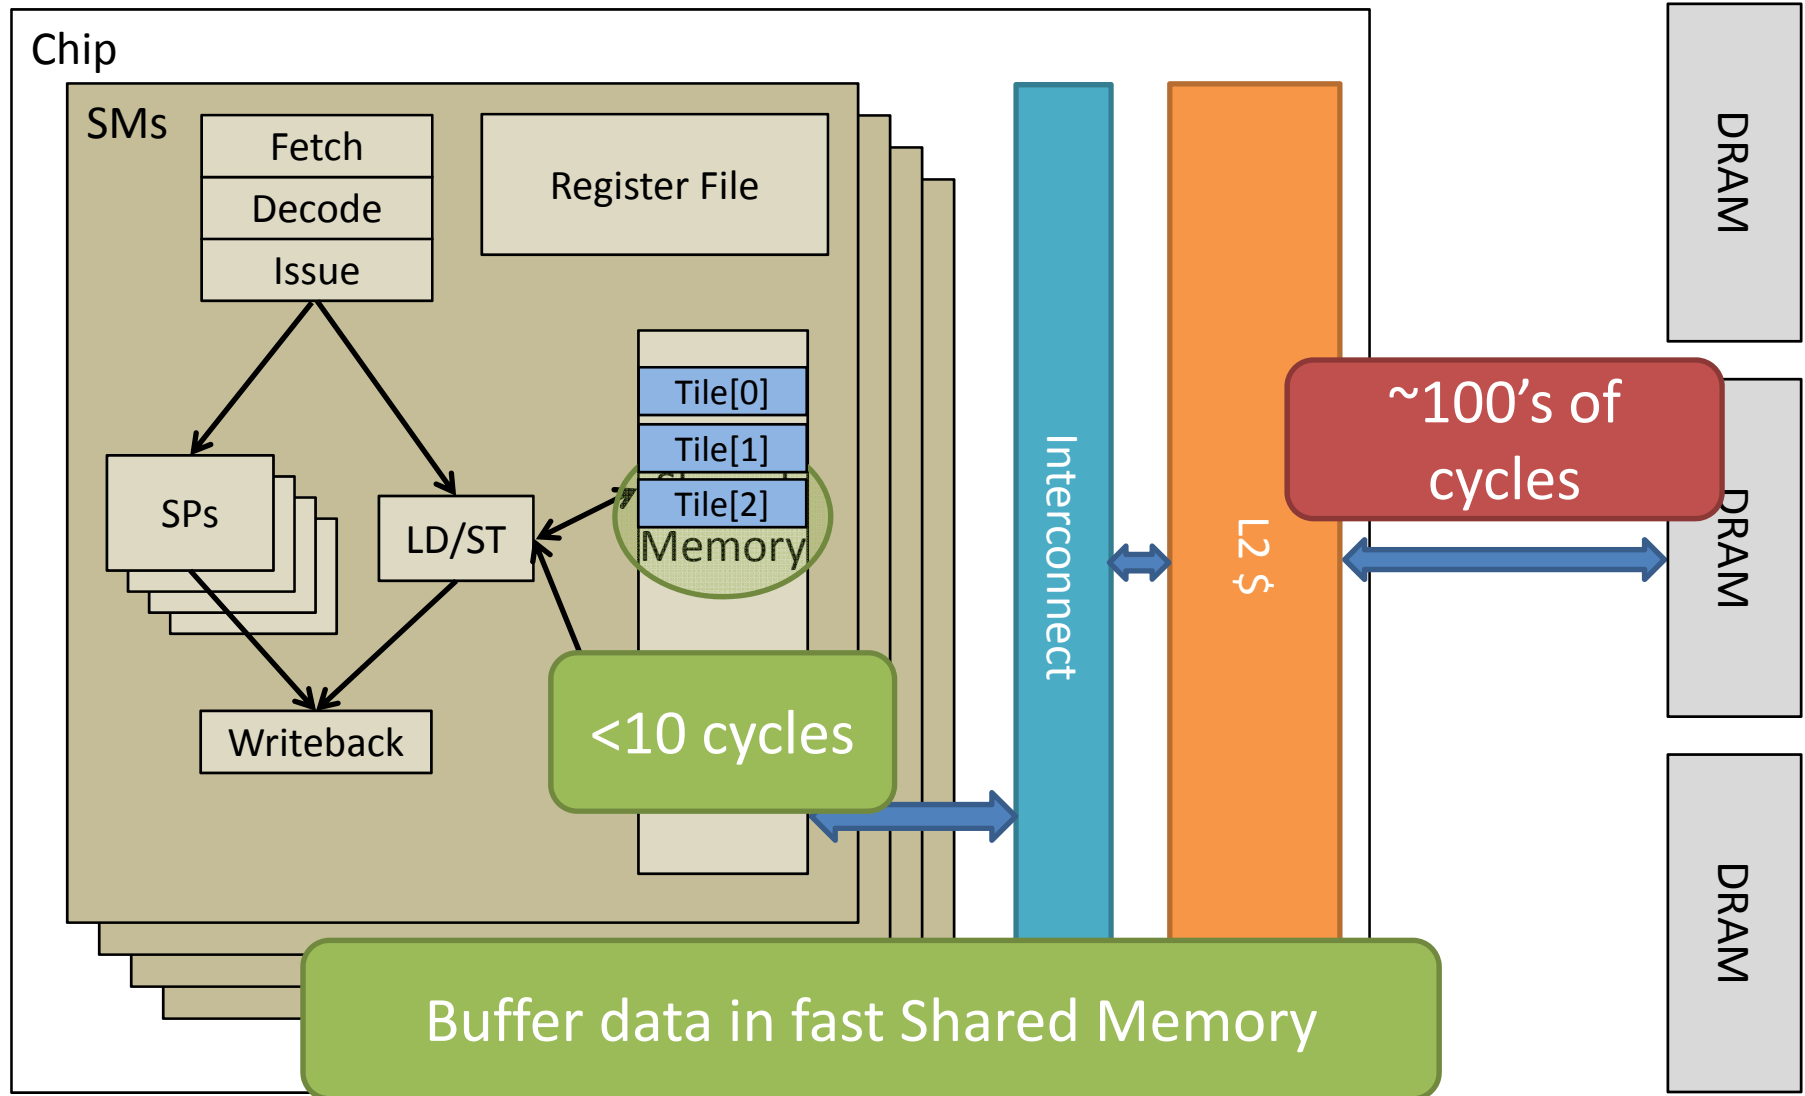 Chip
SMs
Fetch
Decode
Issue
Register File
Tile[0]
Tile[1]
Tile[2]
Memory
SPs
LD/ST
Writeback
<10 cycles
Interconnect
L2 $
~100’s of
cycles
DRAM
DRAM
DRAM
Buffer data in fast Shared Memory